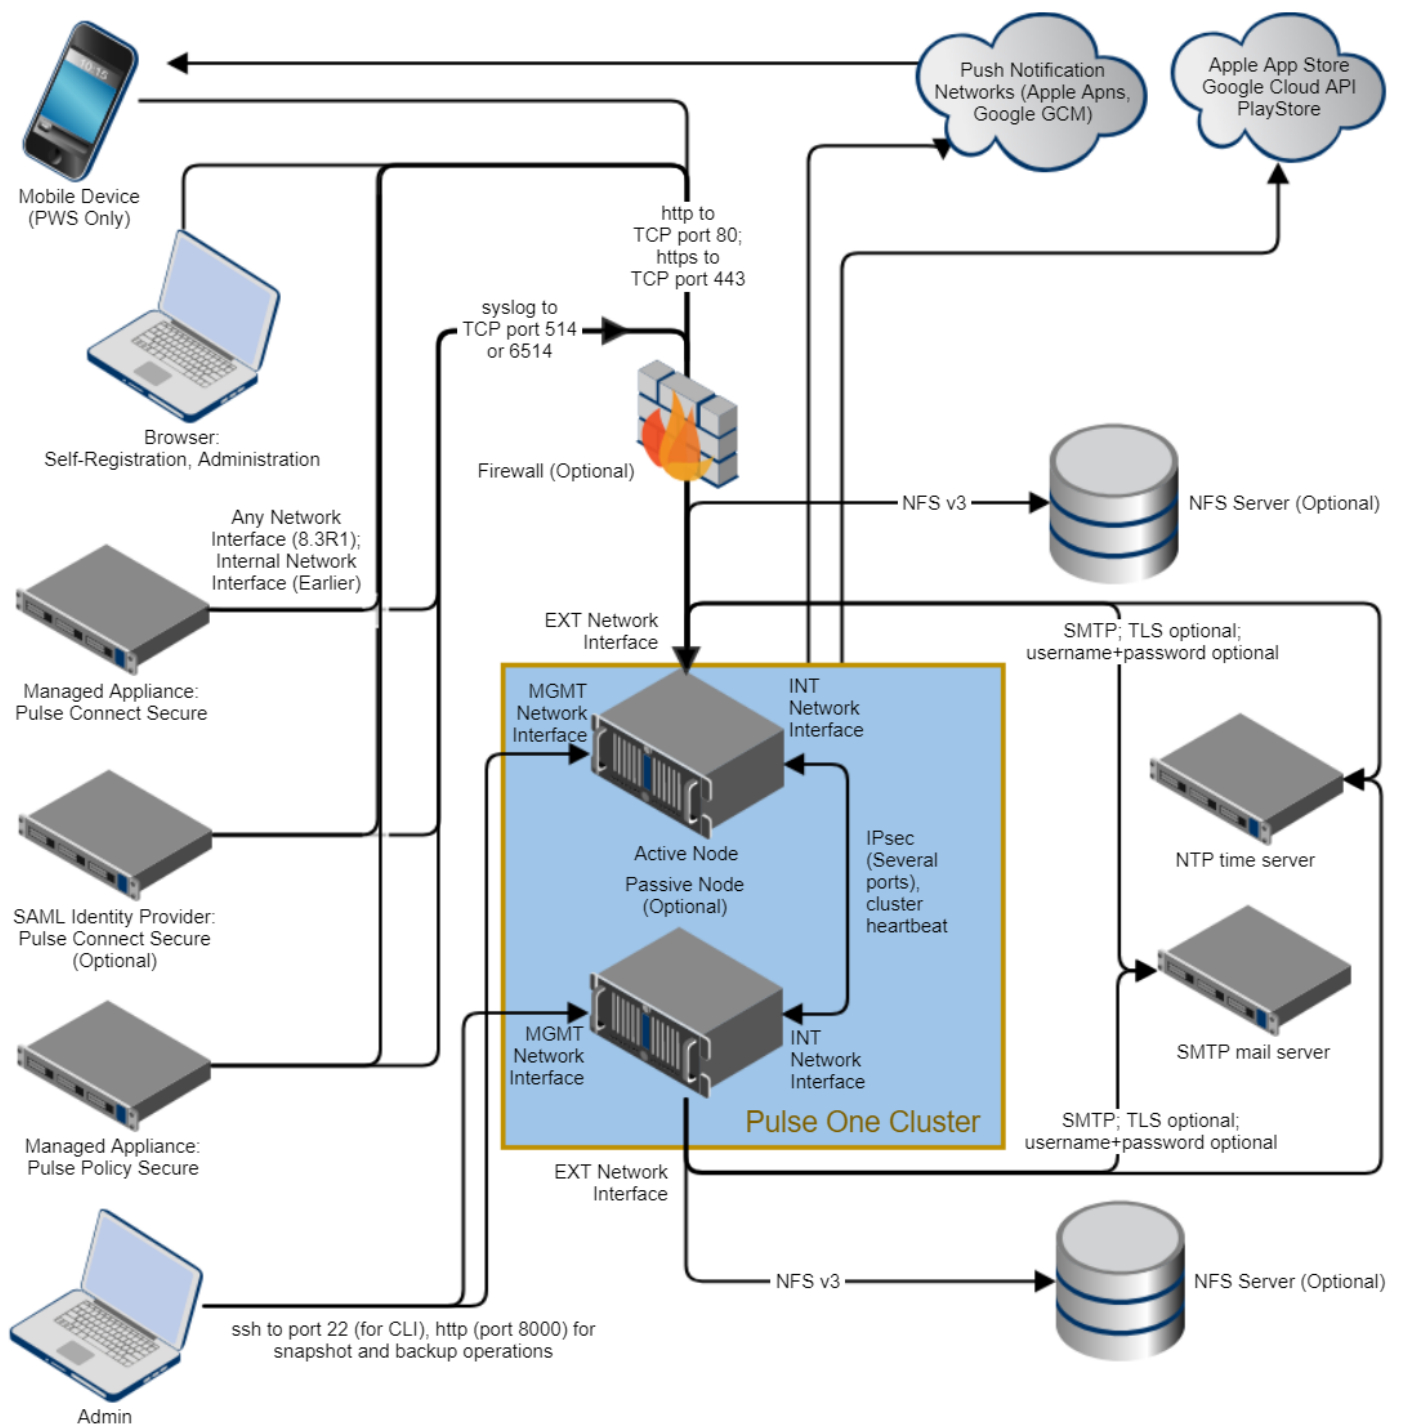 10:15
Push Notification
Networks (Apple Apns,
Google GCM)
Apple App Store
Google Cloud API
PlayStore
Mobile Device
(PWS Only)
http to
TCP port 80;
https to
TCP port 443
syslog to
TCP port 514
or 6514
Browser:
Self-Registration, Administration
Firewall (Optional)
NFS v3
NFS Server (Optional)
Any Network
Interface (8.3R1);
Internal Network
Interface (Earlier)
EXT Network
Interface
SMTP; TLS optional;
username+password optional
Managed Appliance:
Pulse Connect Secure
MGMT
Network
Interface
INT
Network
Interface
Active Node
Passive Node
(Optional)
IPsec
(Several
ports),
cluster
heartbeat
NTP time server
SAML Identity Provider:
Pulse Connect Secure
(Optional)
MGMT
Network
Interface
INT
Network
Interface
SMTP mail server
Pulse One Cluster
SMTP; TLS optional;
username+password optional
Managed Appliance:
Pulse Policy Secure
EXT Network
Interface
NFS v3
NFS Server (Optional)
ssh to port 22 (for CLI), http (port 8000) for
snapshot and backup operations
Admin